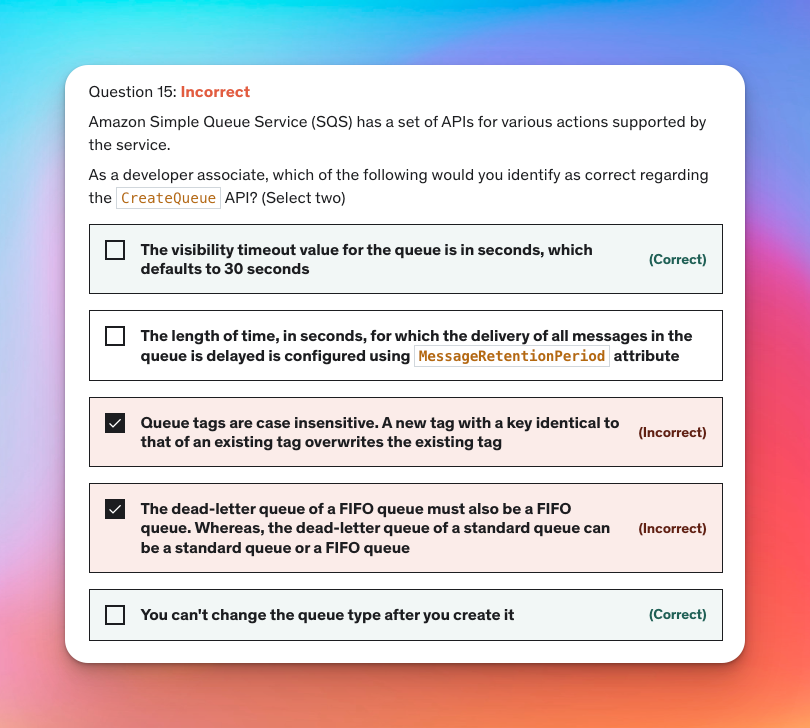 Question 15: Incorrect
Amazon Simple Queue Service (SQS) has a set of APIs for various actions supported by
the service.
As a developer associate, which of the following would you identify as correct regarding
the CreateQueue API? (Select two)
The visibility timeout value for the queue is in seconds, which
defaults to 30 seconds
(Correct)
The length of time, in seconds, for which the delivery of all messages in the
queue is delayed is configured using MessageRetentionPeriod attribute
Queue tags are case insensitive. A new tag with a key identical to
that of an existing tag overwrites the existing tag
(Incorrect)
The dead-letter queue of a FIFO queue must also be a FIFO
queue. Whereas, the dead-letter queue of a standard queue can
be a standard queue or a FIFO queue
(Incorrect)
You can't change the queue type after you create it
(Correct)